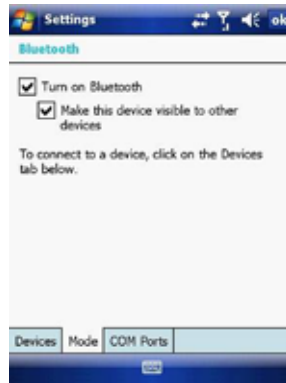 Settings
ok
Bluetooth
Turn on Bluetooth
Make this device visible to other
devices
To connect to a device, click on the Devices
tab below.
Devices Mode COM Ports